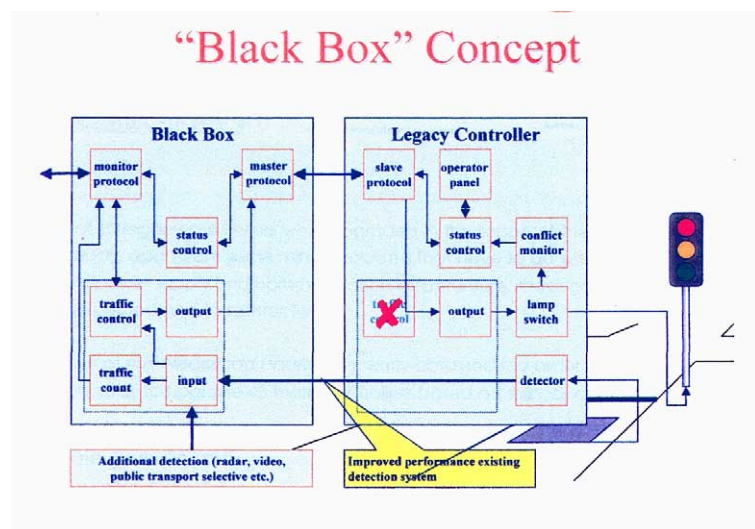 “Black Box” Concept
Black Box
monitor
protocol
master
protocol
status
control
traffic
control
output
traffic
count
input
Legacy Controller
slave
protocol
operator
panel
status
control
conflict
monitor
traffic
control
output
lamp
switch
detector
Additional detection (radar, video,
public transport selective etc.)
Improved performance existing
detection system